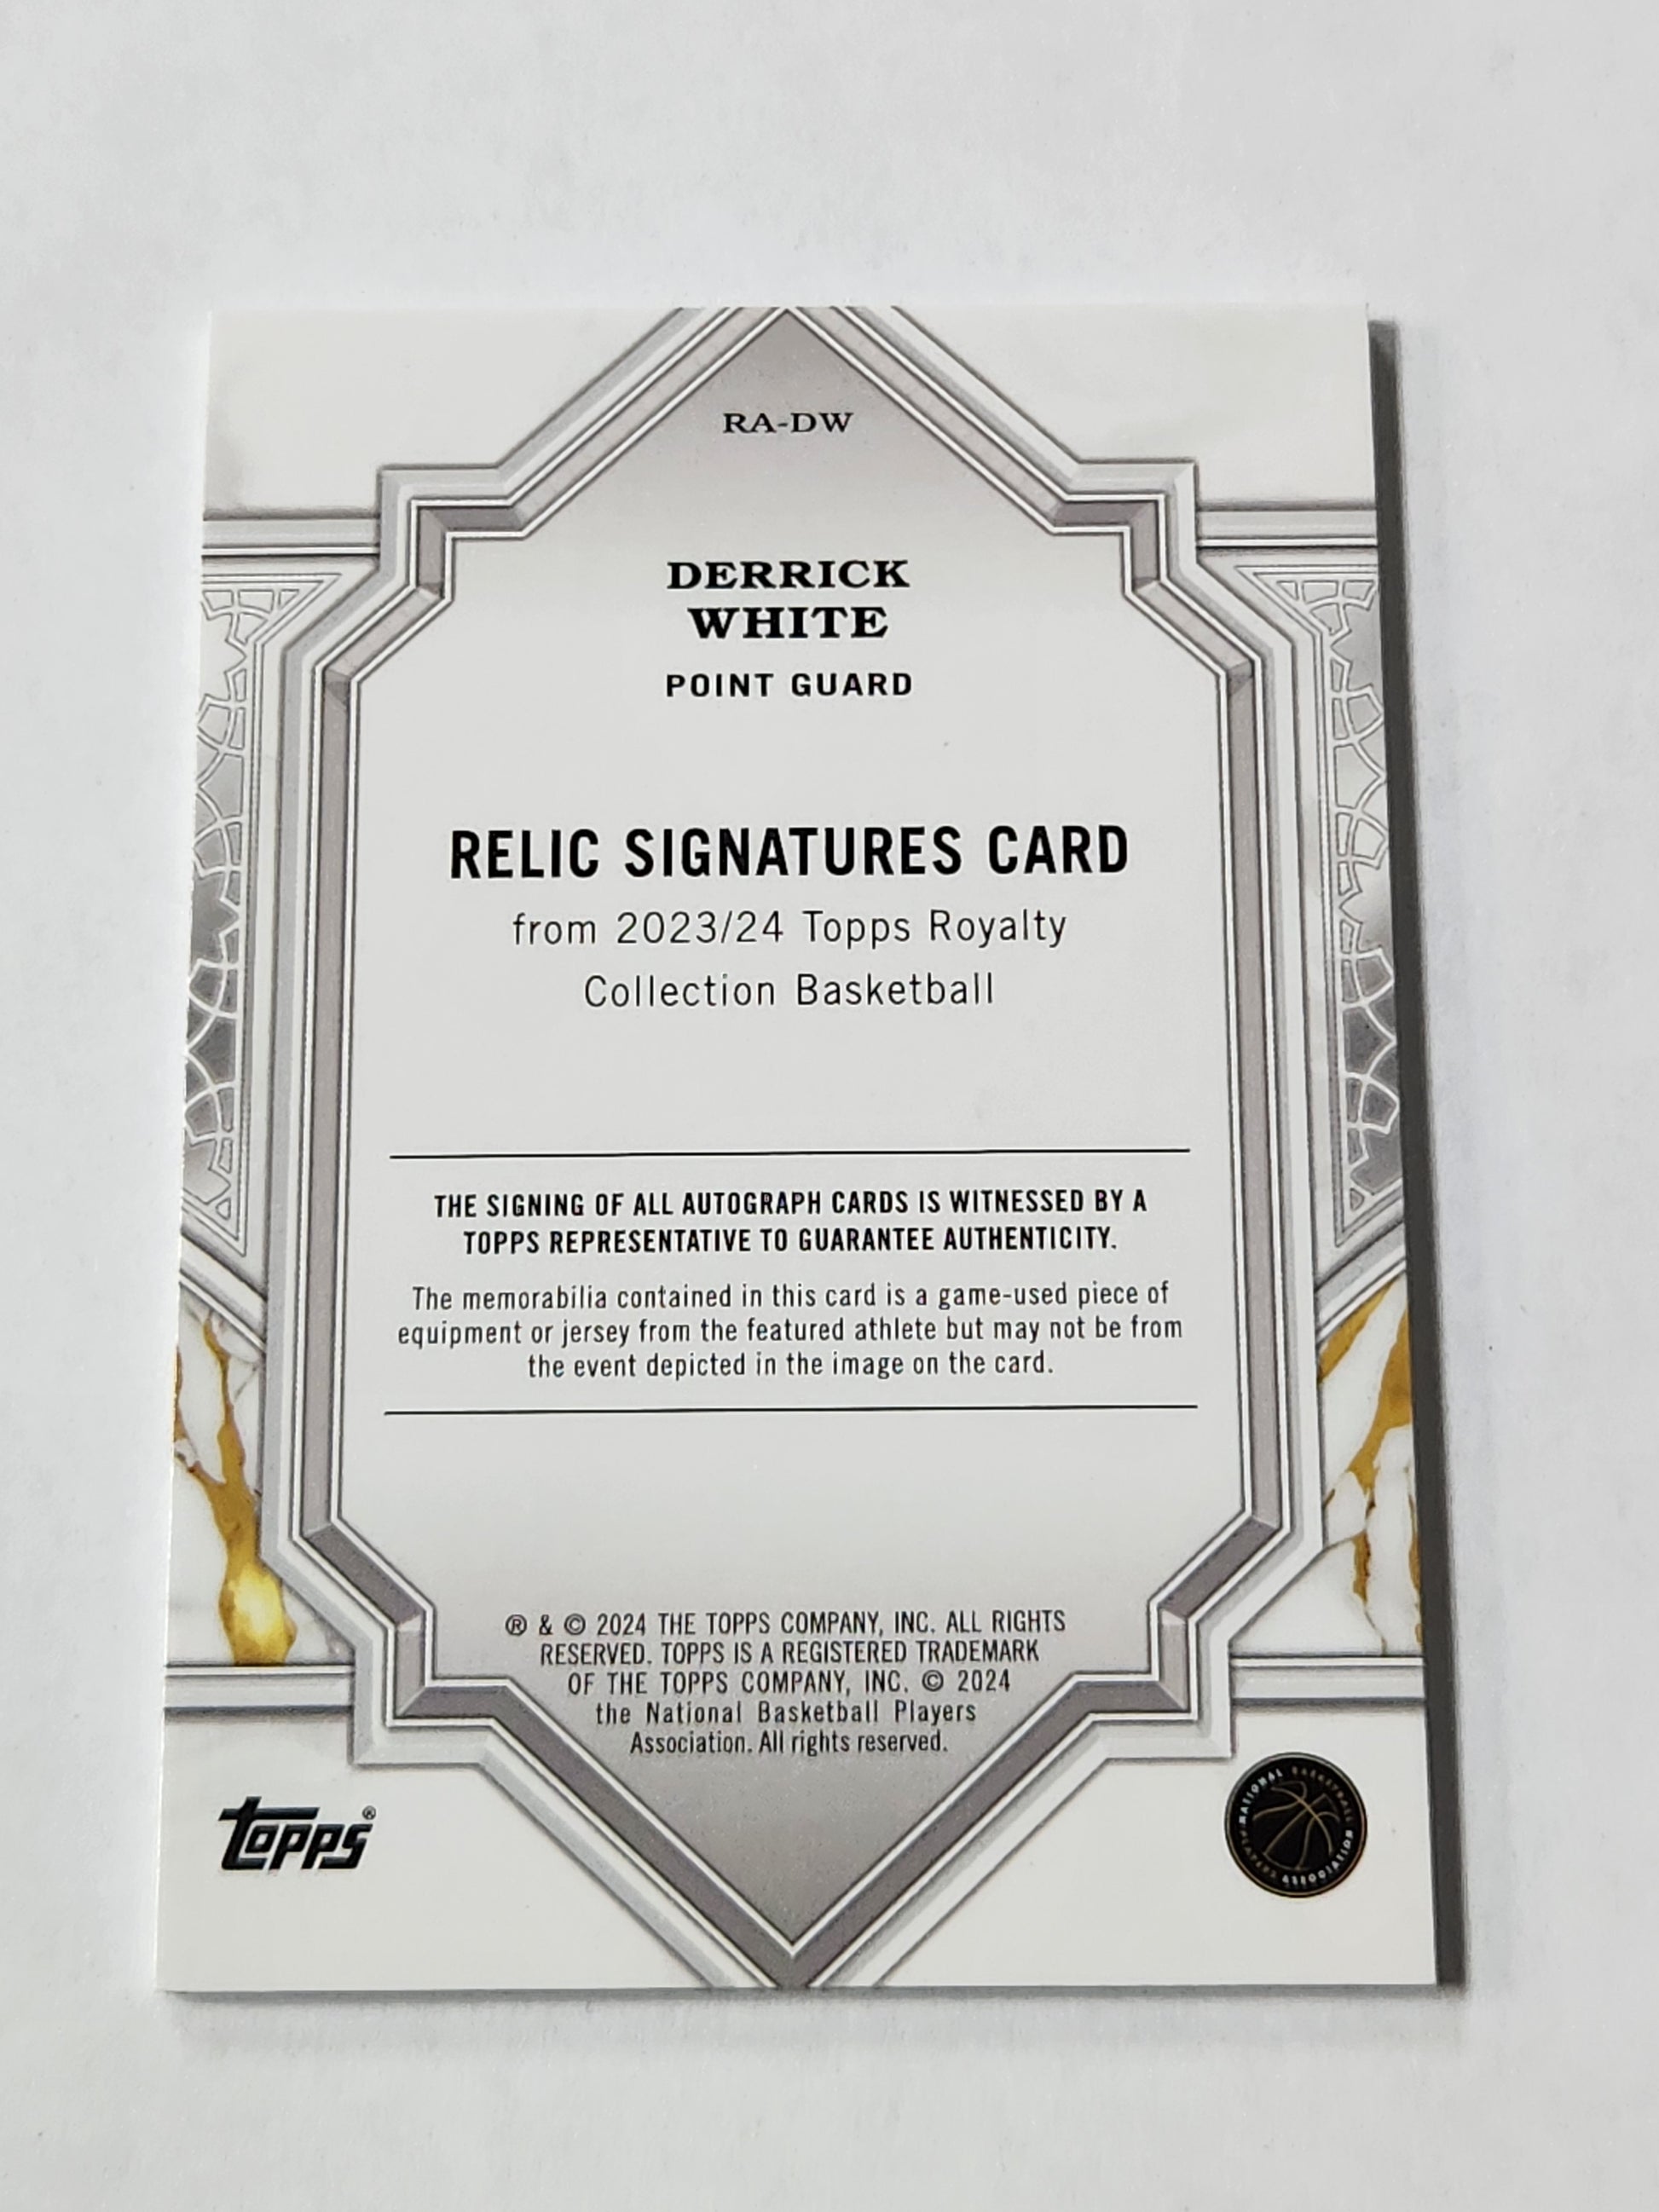 RA-DW
DERRICK
WHITE
POINT GUARD
RELIC SIGNATURES CARD
from 2023/24 Topps Royalty
Collection Basketball
THE SIGNING OF ALL AUTOGRAPH CARDS IS WITNESSED BY A
TOPPS REPRESENTATIVE TO GUARANTEE AUTHENTICITY.
The memorabilia contained in this card is a game-used piece of
equipment or jersey from the featured athlete but may not be from
the event depicted in the image on the card.
® & © 2024 THE TOPPS COMPANY, INC. ALL RIGHTS
RESERVED. TOPPS IS A REGISTERED TRADEMARK
OF THE TOPPS COMPANY, INC. © 2024
the National Basketball Players
Association. All rights reserved.
topps®
NATIONAL BASKETBALL
PLAYERS ASSOCIATION